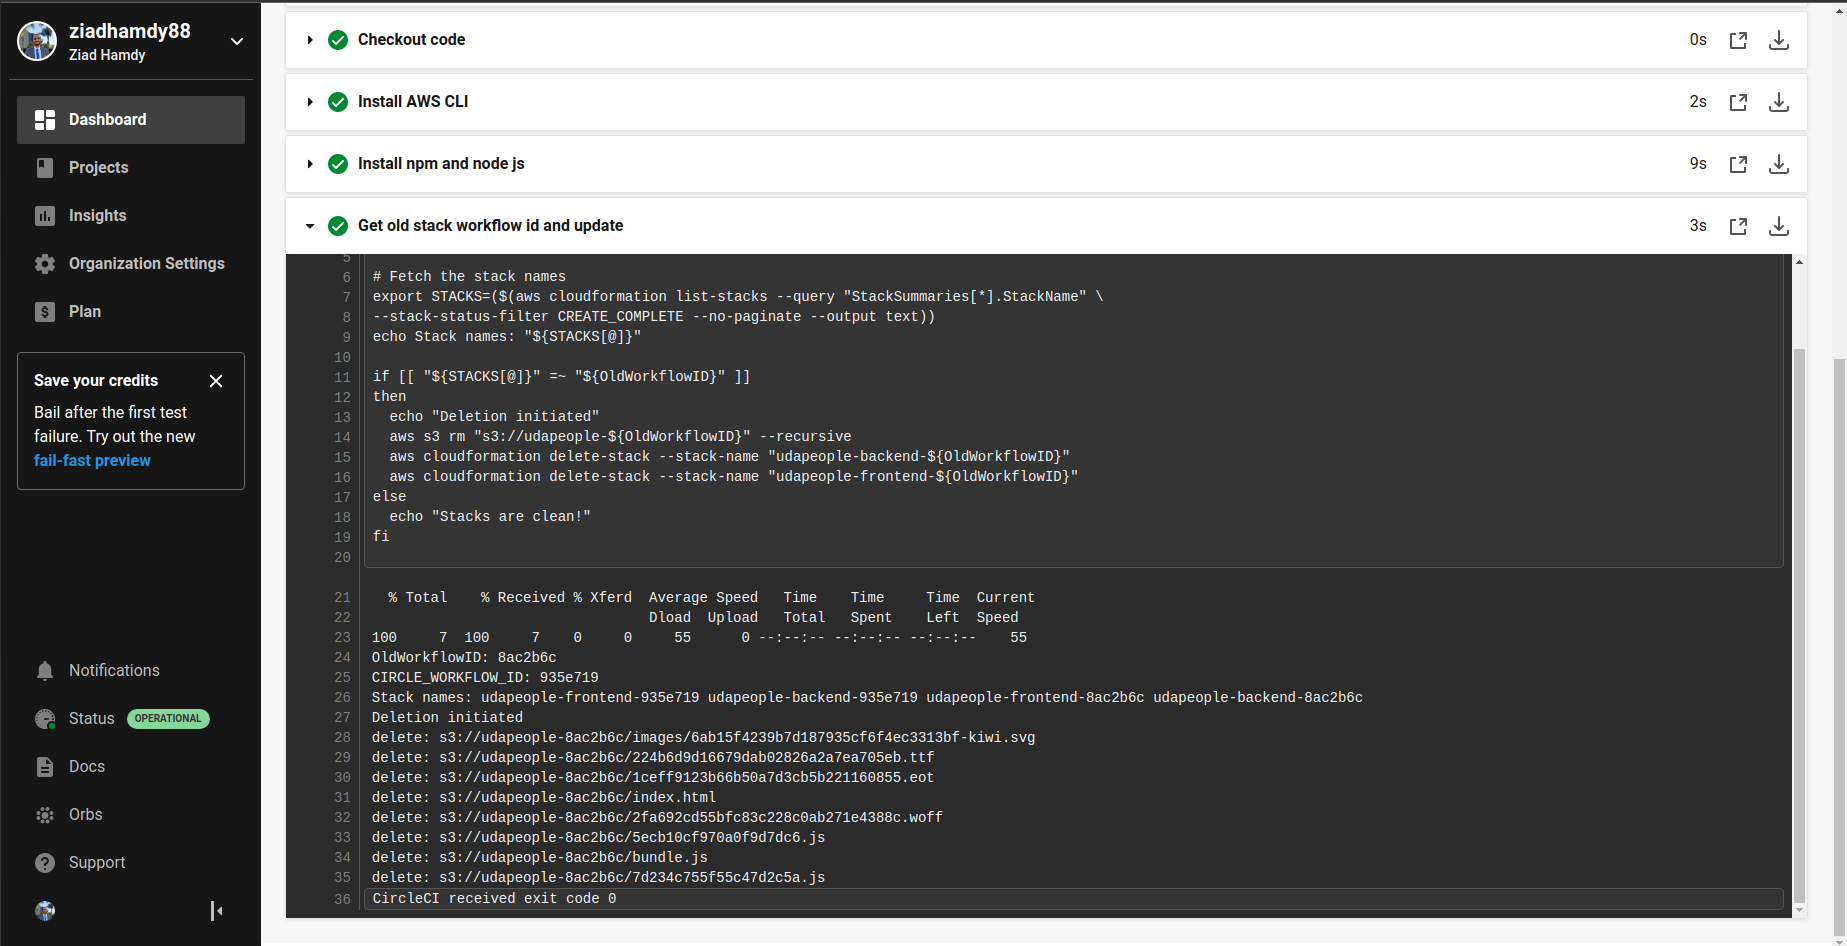 ziadhamdy88
Ziad Hamdy
Dashboard
Projects
Insights
Organization Settings
Plan
Save your credits
Bail after the first test
failure. Try out the new
fail-fast preview
Notifications
Status OPERATIONAL
Docs
Orbs
Support
Checkout code 0s
Install AWS CLI 2s
Install npm and node js 9s
Get old stack workflow id and update 3s
5
6 # Fetch the stack names
7 export STACKS=($(aws cloudformation list-stacks --query "StackSummaries[*].StackName" \
8 --stack-status-filter CREATE_COMPLETE --no-paginate --output text))
9 echo Stack names: "${STACKS[@]}"
10
11 if [[ "${STACKS[@]}" =~ "${OldWorkflowID}" ]]
12 then
13   echo "Deletion initiated"
14   aws s3 rm "s3://udapeople-${OldWorkflowID}" --recursive
15   aws cloudformation delete-stack --stack-name "udapeople-backend-${OldWorkflowID}"
16   aws cloudformation delete-stack --stack-name "udapeople-frontend-${OldWorkflowID}"
17 else
18   echo "Stacks are clean!"
19 fi
20
21   % Total    % Received % Xferd  Average Speed   Time    Time     Time  Current
22                                  Dload  Upload   Total   Spent    Left  Speed
23 100     7  100     7    0     0     55      0 --:--:-- --:--:-- --:--:--    55
24 OldWorkflowID: 8ac2b6c
25 CIRCLE_WORKFLOW_ID: 935e719
26 Stack names: udapeople-frontend-935e719 udapeople-backend-935e719 udapeople-frontend-8ac2b6c udapeople-backend-8ac2b6c
27 Deletion initiated
28 delete: s3://udapeople-8ac2b6c/images/6ab15f4239b7d187935cf6f4ec3313bf-kiwi.svg
29 delete: s3://udapeople-8ac2b6c/224b6d9d16679dab02826a2a7ea705eb.ttf
30 delete: s3://udapeople-8ac2b6c/1ceff9123b66b50a7d3cb5b221160855.eot
31 delete: s3://udapeople-8ac2b6c/index.html
32 delete: s3://udapeople-8ac2b6c/2fa692cd55bfc83c228c0ab271e4388c.woff
33 delete: s3://udapeople-8ac2b6c/5ecb10cf970a0f9d7dc6.js
34 delete: s3://udapeople-8ac2b6c/bundle.js
35 delete: s3://udapeople-8ac2b6c/7d234c755f55c47d2c5a.js
36 CircleCI received exit code 0